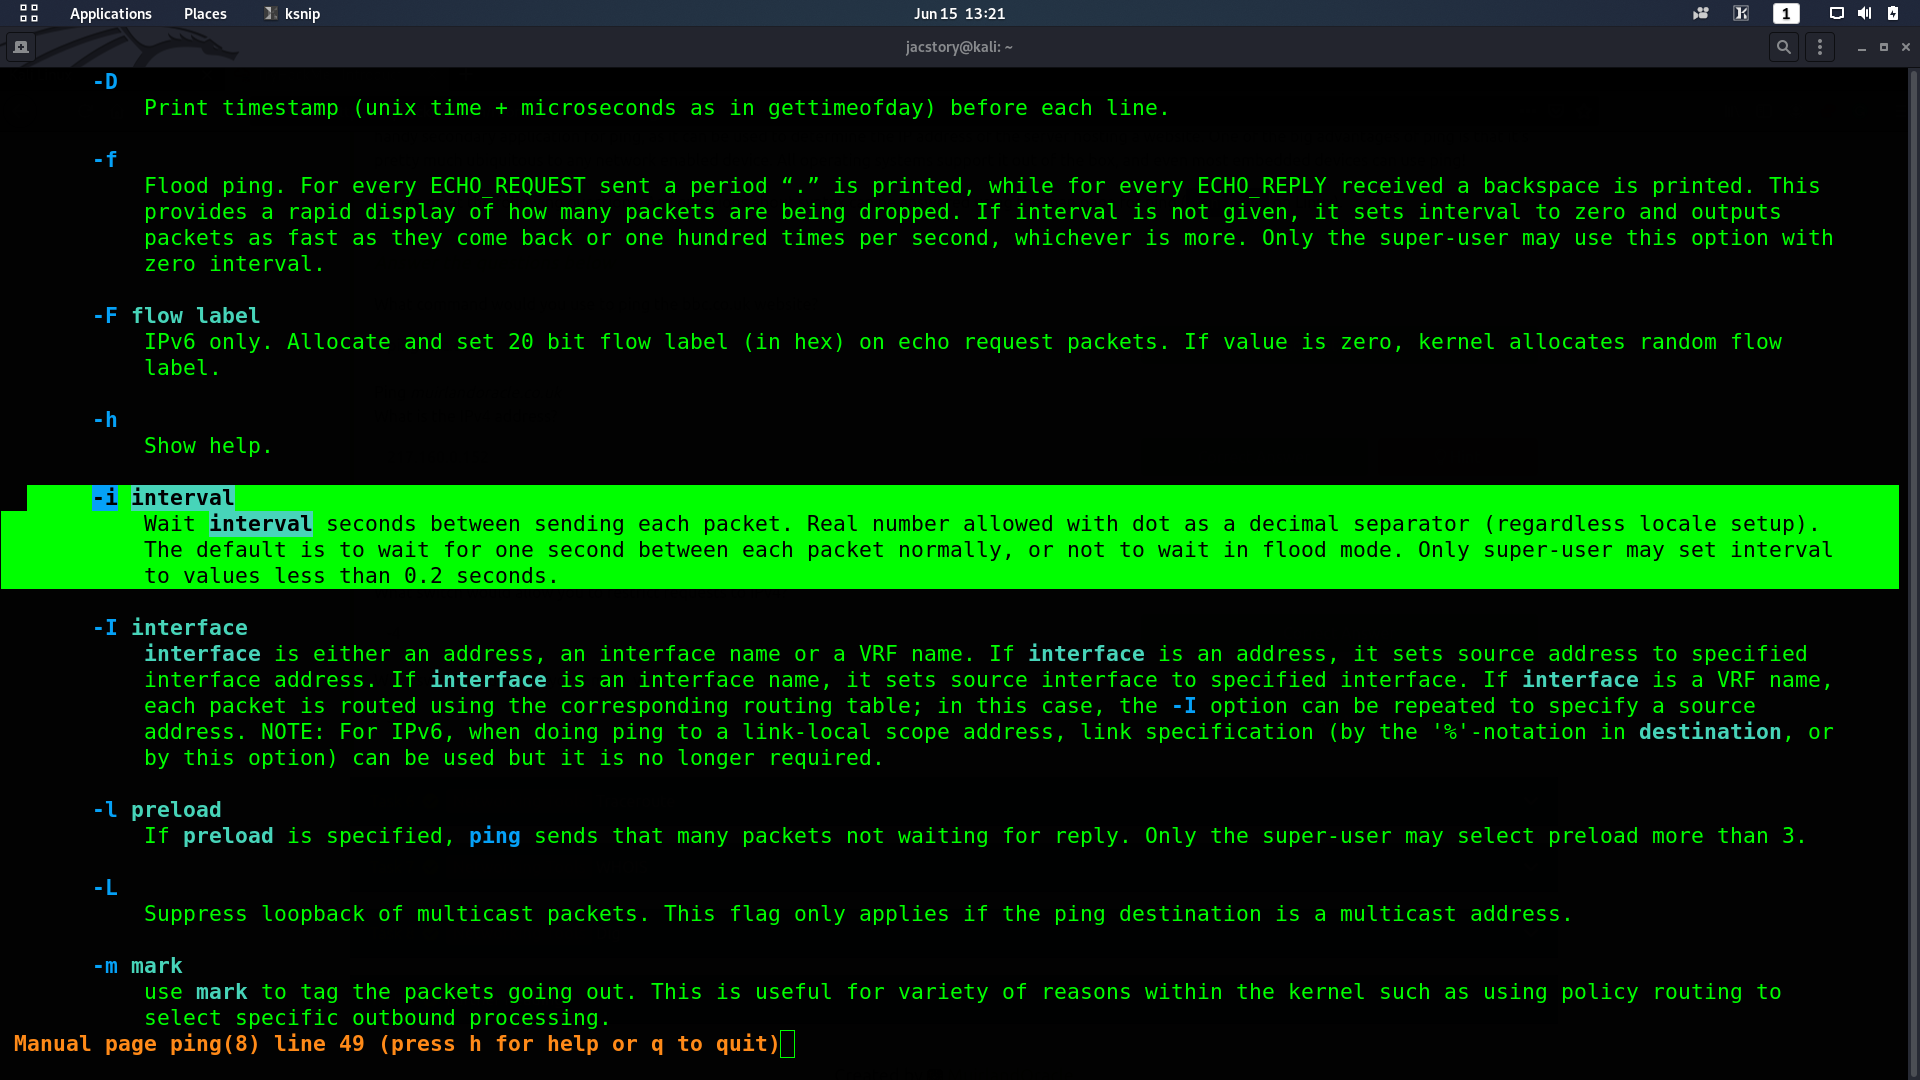 Applications Places ksnip Jun 15 13:21 1
jacstory@kali: ~
-D
Print timestamp (unix time + microseconds as in gettimeofday) before each line.
-f
Flood ping. For every ECHO_REQUEST sent a period “.” is printed, while for every ECHO_REPLY received a backspace is printed. This
provides a rapid display of how many packets are being dropped. If interval is not given, it sets interval to zero and outputs
packets as fast as they come back or one hundred times per second, whichever is more. Only the super-user may use this option with
zero interval.
-F flow label
IPv6 only. Allocate and set 20 bit flow label (in hex) on echo request packets. If value is zero, kernel allocates random flow
label.
-h
Show help.
-i interval
Wait interval seconds between sending each packet. Real number allowed with dot as a decimal separator (regardless locale setup).
The default is to wait for one second between each packet normally, or not to wait in flood mode. Only super-user may set interval
to values less than 0.2 seconds.
-I interface
interface is either an address, an interface name or a VRF name. If interface is an address, it sets source address to specified
interface address. If interface is an interface name, it sets source interface to specified interface. If interface is a VRF name,
each packet is routed using the corresponding routing table; in this case, the -I option can be repeated to specify a source
address. NOTE: For IPv6, when doing ping to a link-local scope address, link specification (by the '%'-notation in destination, or
by this option) can be used but it is no longer required.
-l preload
If preload is specified, ping sends that many packets not waiting for reply. Only the super-user may select preload more than 3.
-L
Suppress loopback of multicast packets. This flag only applies if the ping destination is a multicast address.
-m mark
use mark to tag the packets going out. This is useful for variety of reasons within the kernel such as using policy routing to
select specific outbound processing.
Manual page ping(8) line 49 (press h for help or q to quit)